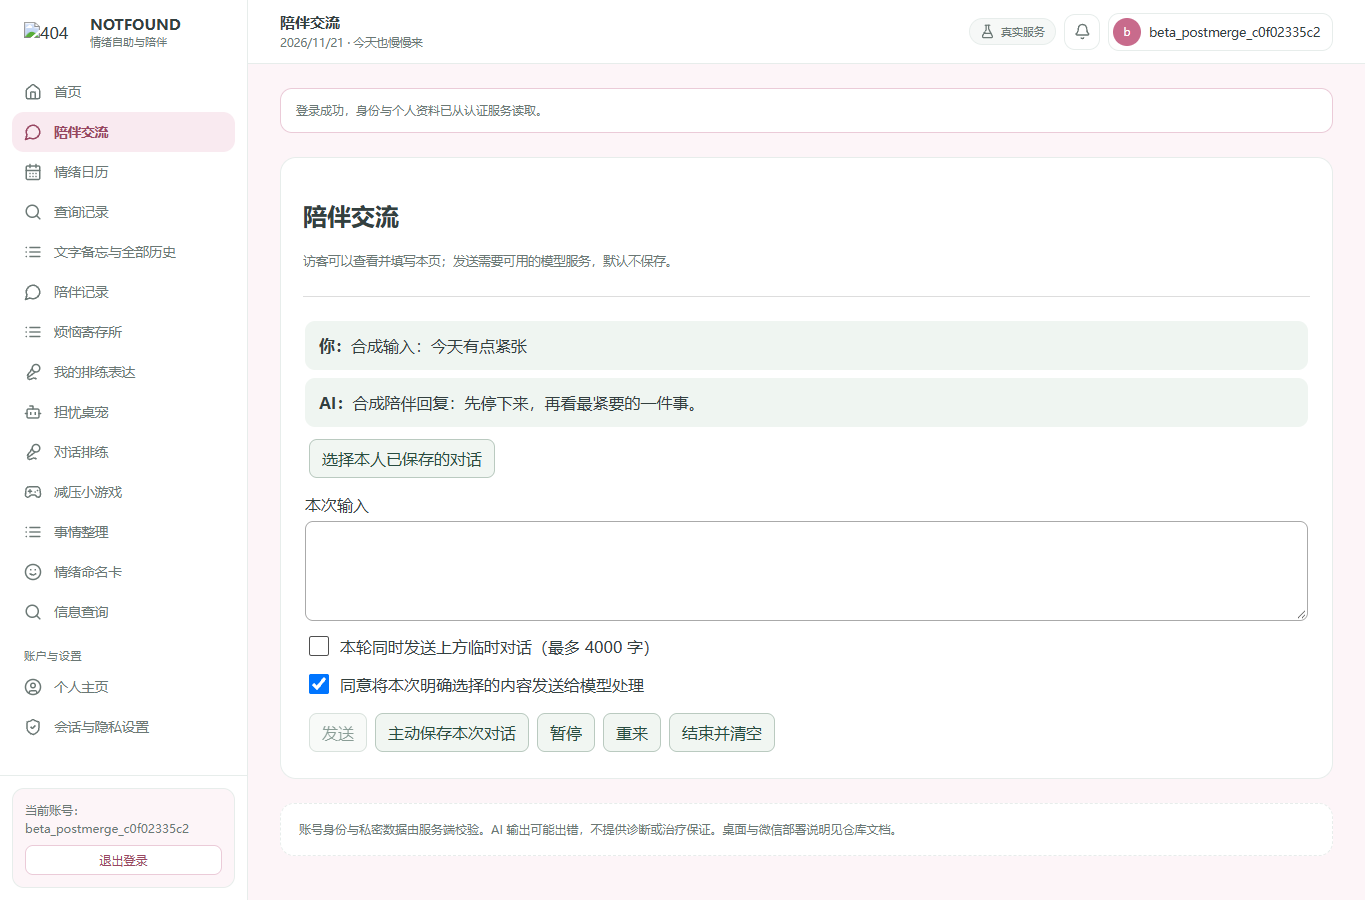 404
NOTFOUND
情绪自助与陪伴
首页
陪伴交流
情绪日历
查询记录
文字备忘与全部历史
陪伴记录
烦恼寄存所
我的排练表达
担忧桌宠
对话排练
减压小游戏
事情整理
情绪命名卡
信息查询
账户与设置
个人主页
会话与隐私设置
当前账号：
beta_postmerge_c0f02335c2
退出登录
陪伴交流
2026/11/21 · 今天也慢慢来
真实服务
b
beta_postmerge_c0f02335c2
登录成功，身份与个人资料已从认证服务读取。
陪伴交流
访客可以查看并填写本页；发送需要可用的模型服务，默认不保存。
你：合成输入：今天有点紧张
AI：合成陪伴回复：先停下来，再看最紧要的一件事。
选择本人已保存的对话
本次输入
本轮同时发送上方临时对话（最多 4000 字）
同意将本次明确选择的内容发送给模型处理
发送
主动保存本次对话
暂停
重来
结束并清空
账号身份与私密数据由服务端校验。AI 输出可能出错，不提供诊断或治疗保证。桌面与微信部署说明见仓库文档。